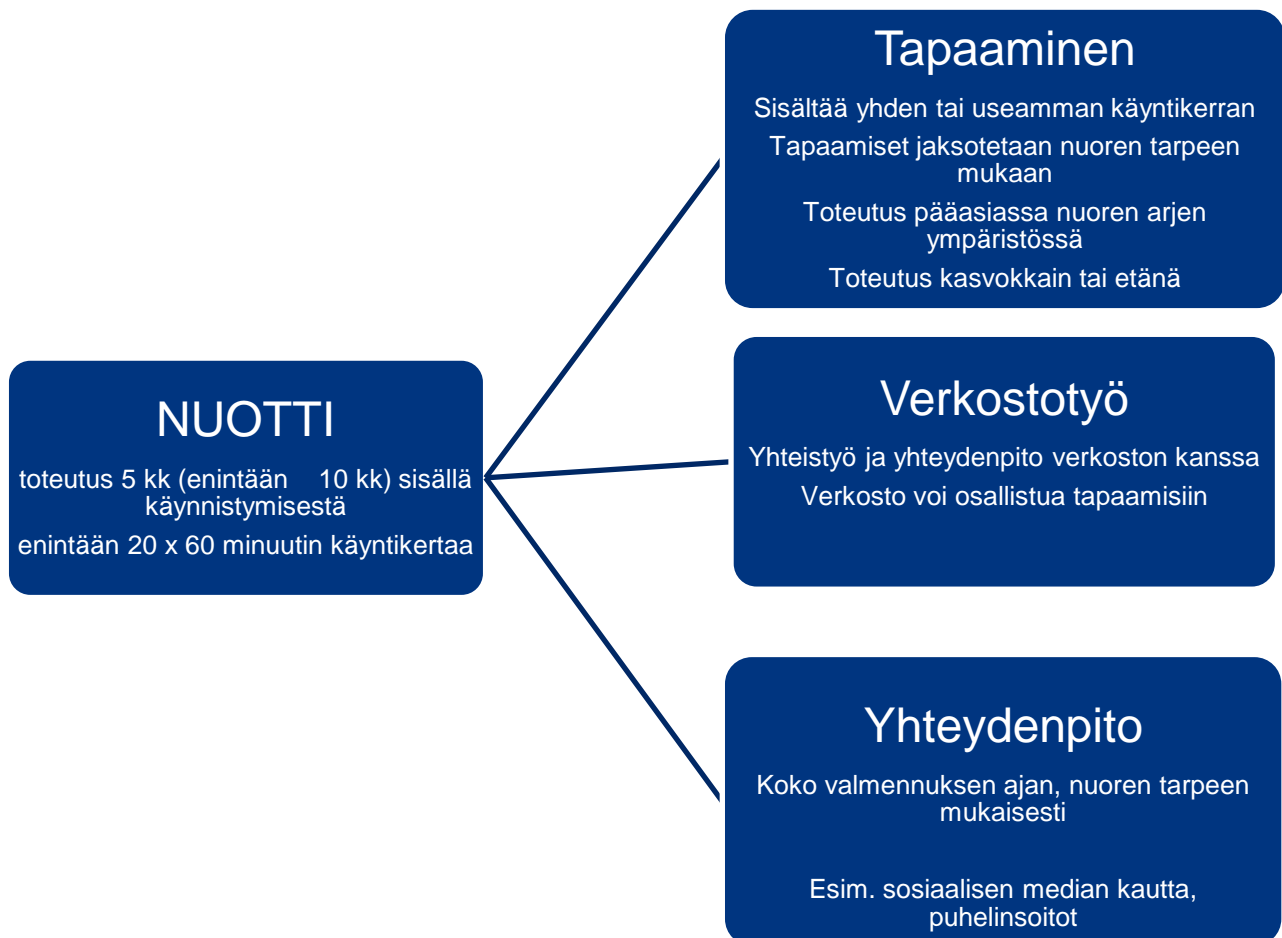 Tapaaminen
Sisältää yhden tai useamman käyntikerran
Tapaamiset jaksotetaan nuoren tarpeen
mukaan
Toteutus pääasiassa nuoren arjen
ympäristössä
Toteutus kasvokkain tai etänä
NUOTTI
toteutus 5 kk (enintään 10 kk) sisällä
käynnistymisestä
enintään 20 x 60 minuutin käyntikertaa
Verkostotyö
Yhteistyö ja yhteydenpito verkoston kanssa
Verkosto voi osallistua tapaamisiin
Yhteydenpito
Koko valmennuksen ajan, nuoren tarpeen
mukaisesti
Esim. sosiaalisen median kautta,
puhelinsoitot